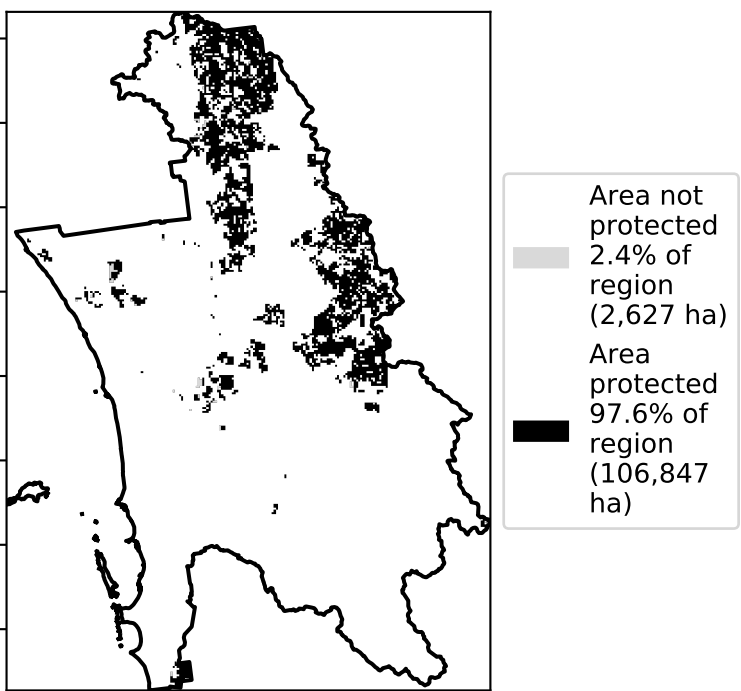 Area not
protected
2.4% of
region
(2,627 ha)
Area
protected
97.6% of
region
(106,847
ha)